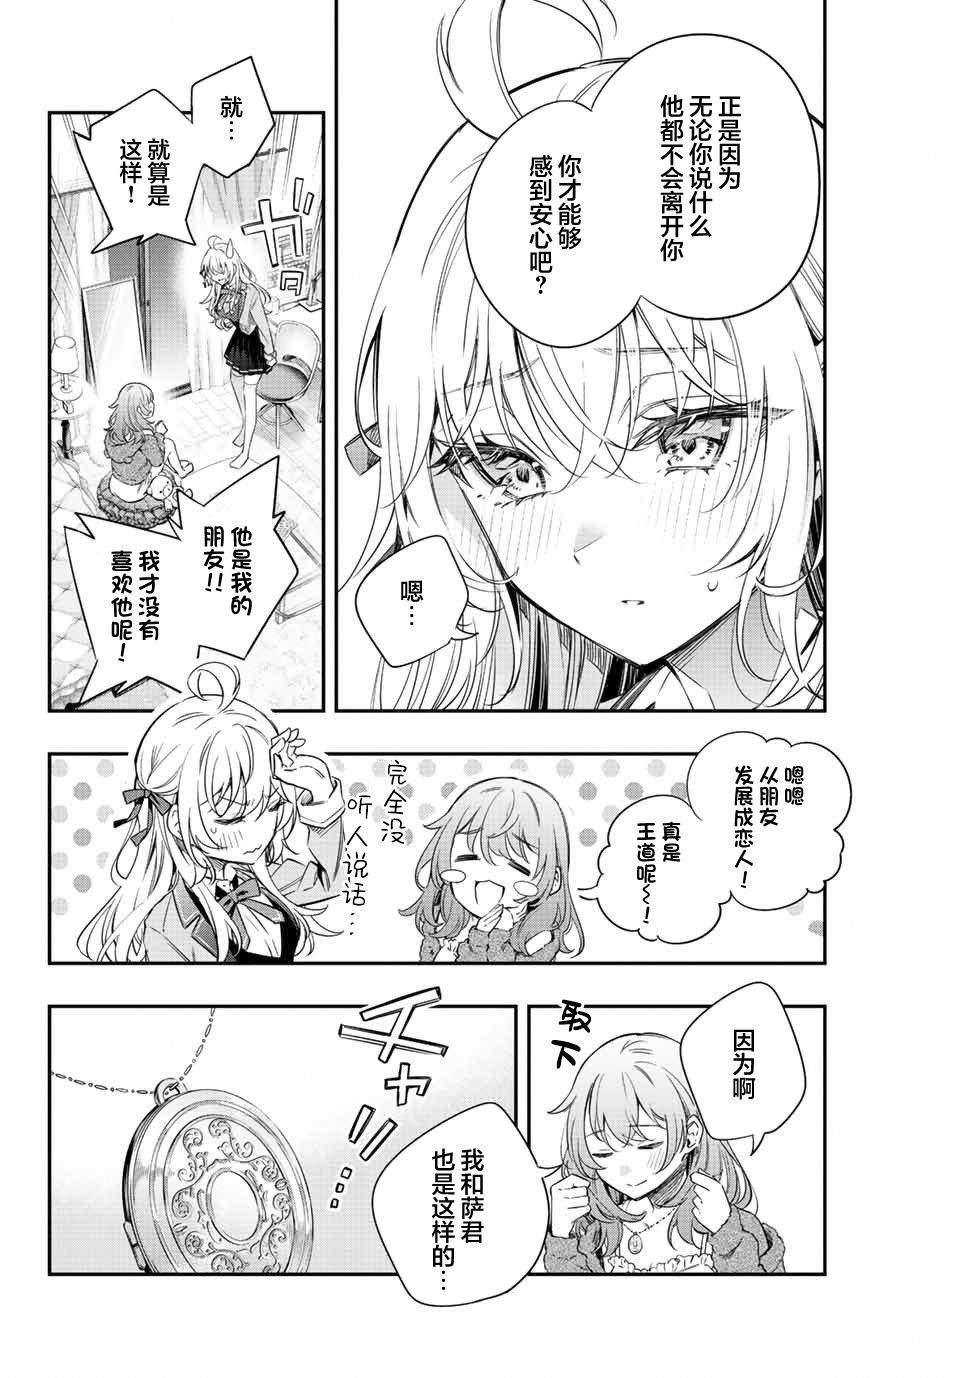 正是因为
无论你说什么
他都不会离开你
你才能够
感到安心吧?
嗯…
就…
就算是
这样!
ガタッ
他是我的
朋友!!
我才没有
喜欢他呢!
嗯嗯
从朋友
发展成恋人!
真是
王道呢~!
完全没
听人说话…
因为啊
取下
チャ…
我和萨君
也是这样的…